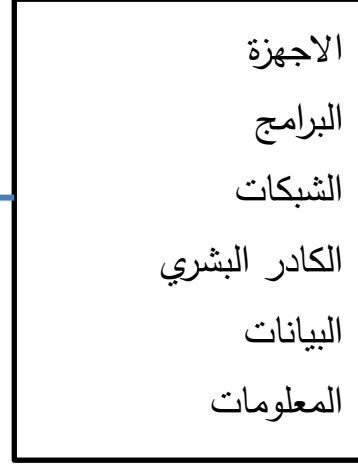 الاجهزة
البرامج
الشبكات
الكادر البشري
البيانات
المعلومات